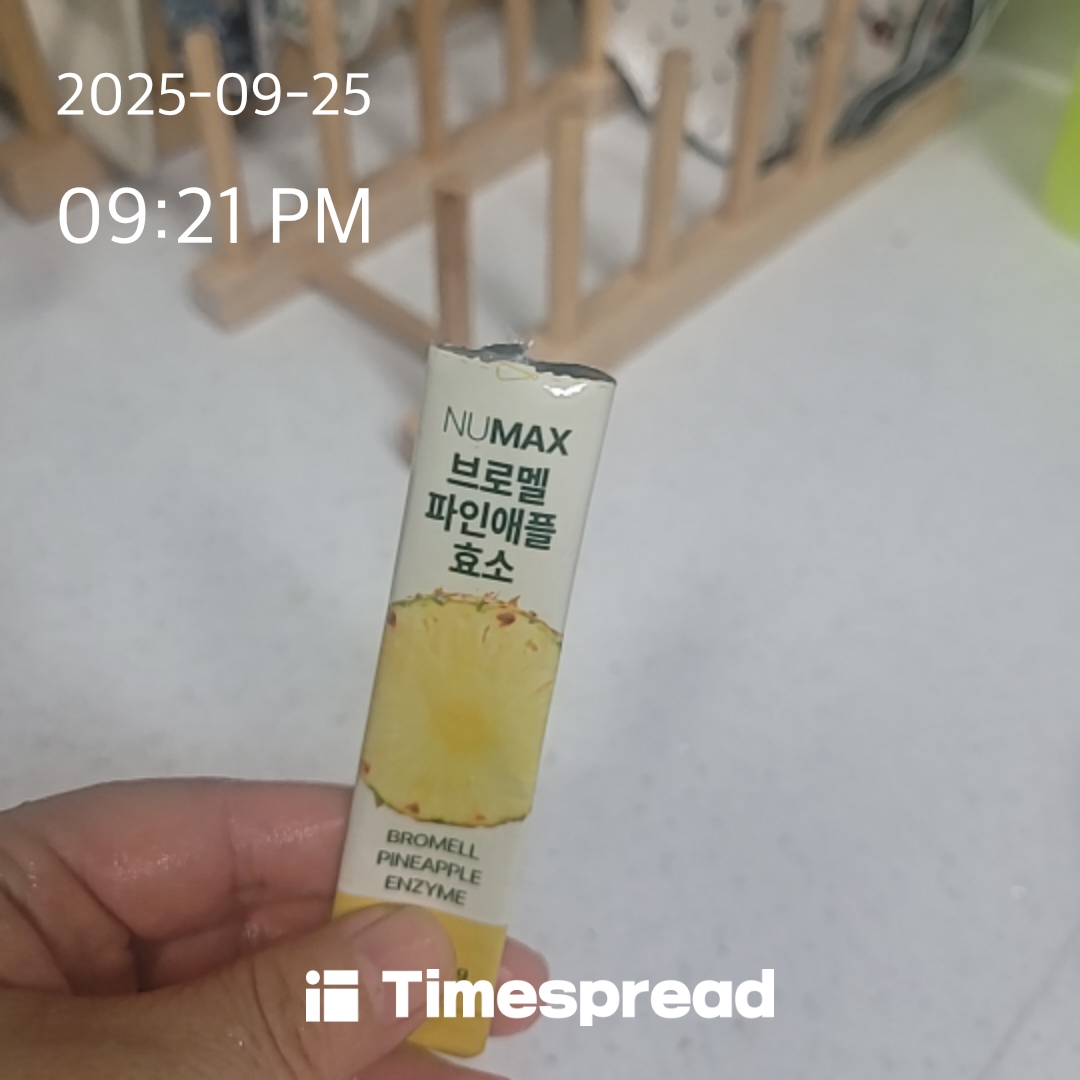 2025-09-25
09:21 PM
NUMAX
브로멜
파인애플
효소
BROMELL
PINEAPPLE
ENZYME
g
Timespread